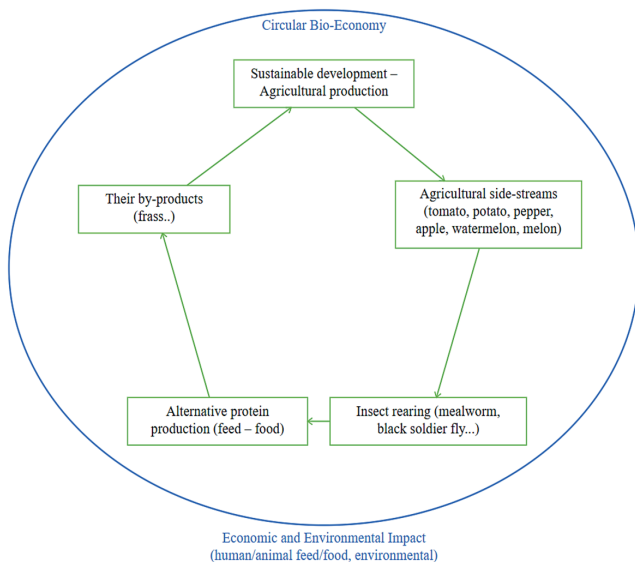 Circular Bio-Economy
Sustainable development –
Agricultural production
Their by-products
(frass..)
Agricultural side-streams
(tomato, potato, pepper,
apple, watermelon, melon)
Alternative protein
production (feed – food)
Insect rearing (mealworm,
black soldier fly...)
Economic and Environmental Impact
(human/animal feed/food, environmental)